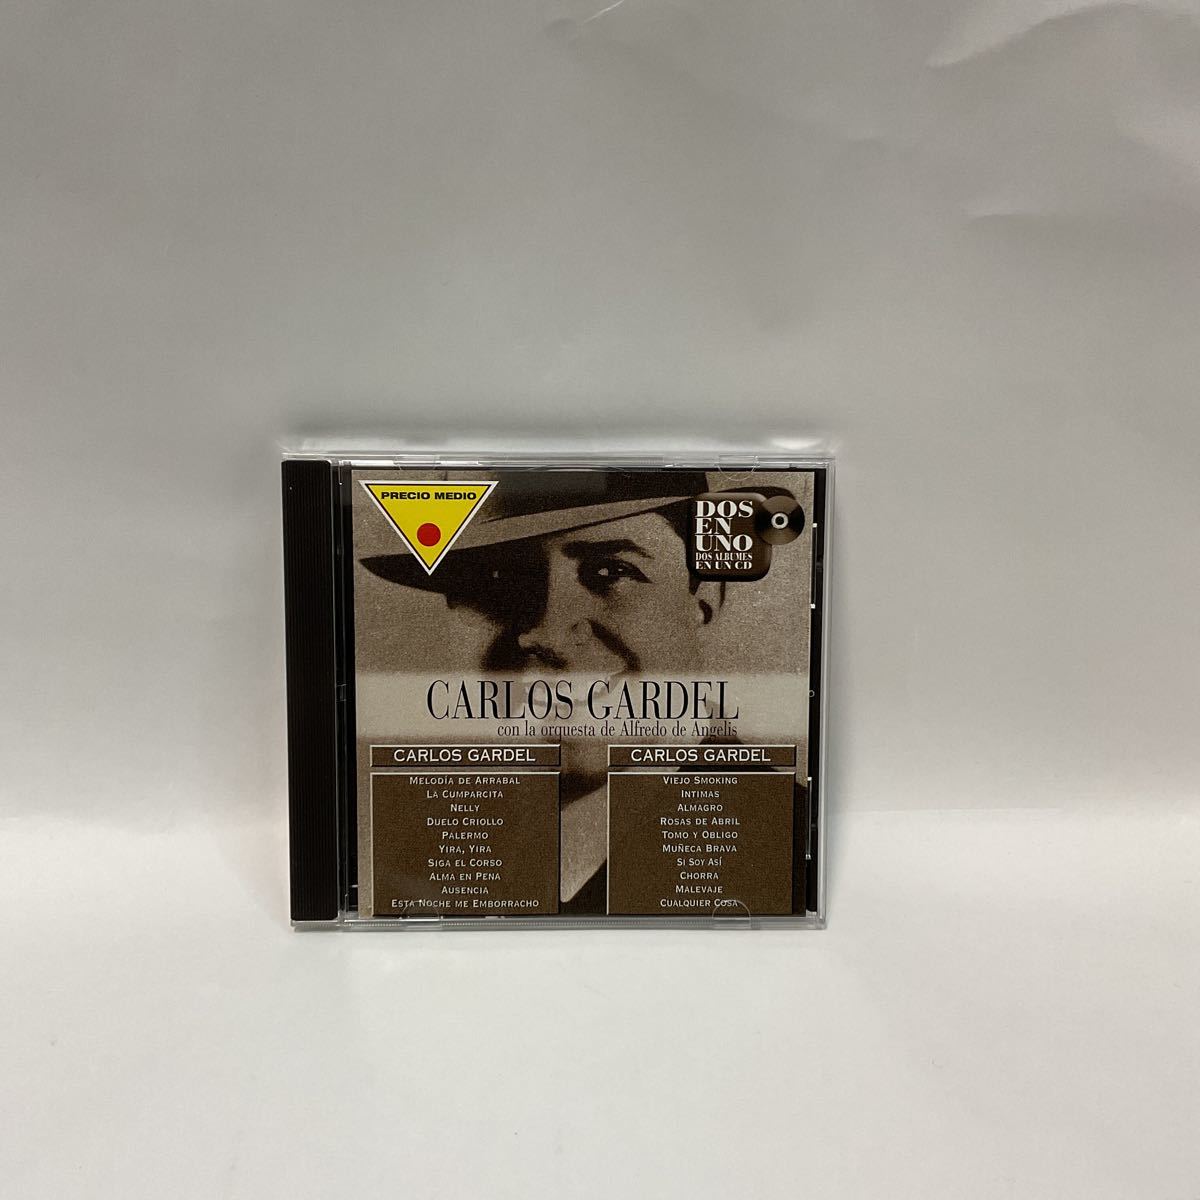 PRECIO MEDIO
DOS
EN
UNO
DOS ALBUMES
EN UN CD
CARLOS GARDEL
con la orquesta de Alfredo de Angelis
CARLOS GARDEL
MELODÍA DE ARRABAL
LA CUMPARCITA
NELLY
DUELO CRIOLLO
PALERMO
YIRA, YIRA
SIGA EL CORSO
ALMA EN PENA
AUSENCIA
ESTA NOCHE ME EMBORRACHO
CARLOS GARDEL
VIEJO SMOKING
INTIMAS
ALMAGRO
ROSAS DE ABRIL
TOMO Y OBLIGO
MUÑECA BRAVA
SI SOY ASÍ
CHORRA
MALEVAJE
CUALQUIER COSA